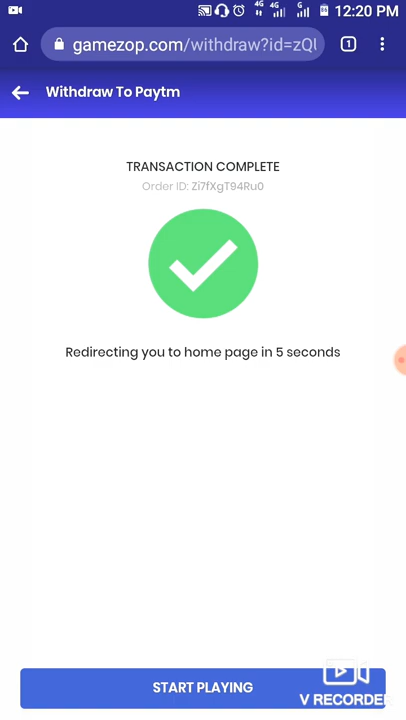 12:20 PM
gamezop.com/withdraw?id=zQU
1
Withdraw To Paytm
TRANSACTION COMPLETE
Order ID: Zi7fXgT94Ru0
Redirecting you to home page in 5 seconds
START PLAYING
V RECORDER